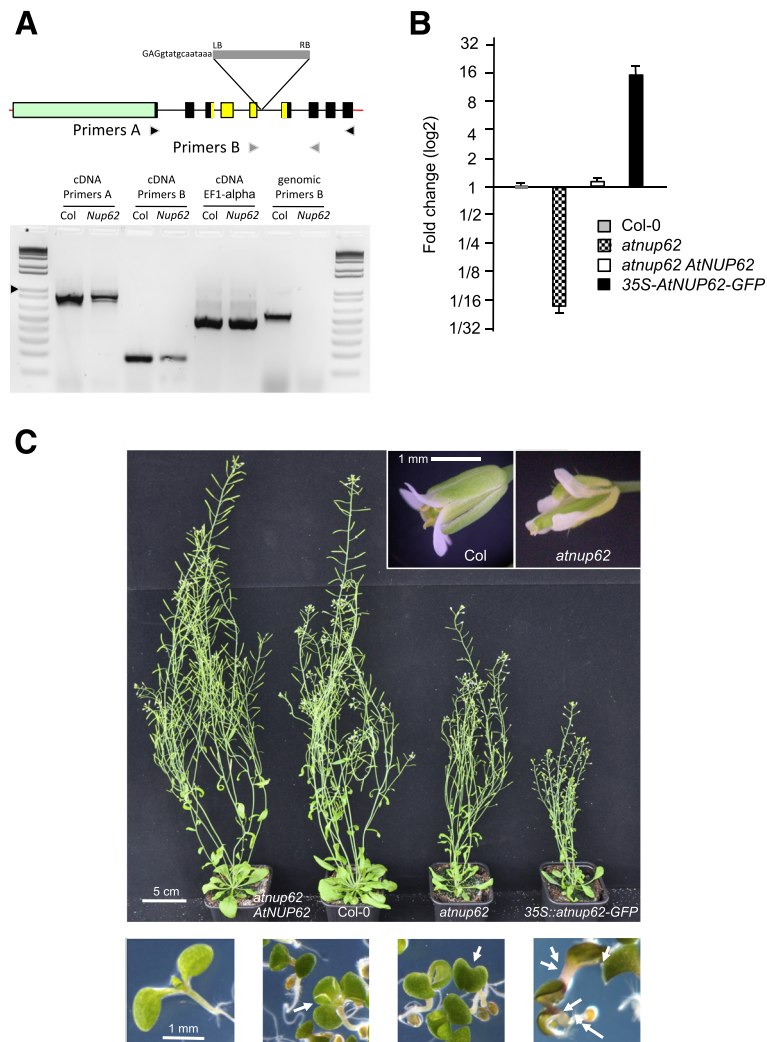 A
LB
RB
GAGgtatgcaataaa
Primers A
Primers B
cDNA
Primers A
cDNA
Primers B
cDNA
EF1-alpha
genomic
Primers B
Col Nup62 Col Nup62 Col Nup62 Col Nup62
B
Fold change (log2)
32
16
8
4
2
1
1/2
1/4
1/8
1/16
1/32
Col-0
atnup62
atnup62 AtNUP62
35S-AtNUP62-GFP
C
1 mm
Col
atnup62
5 cm
atnup62
AtNUP62
Col-0
atnup62
35S::atnup62-GFP
1 mm